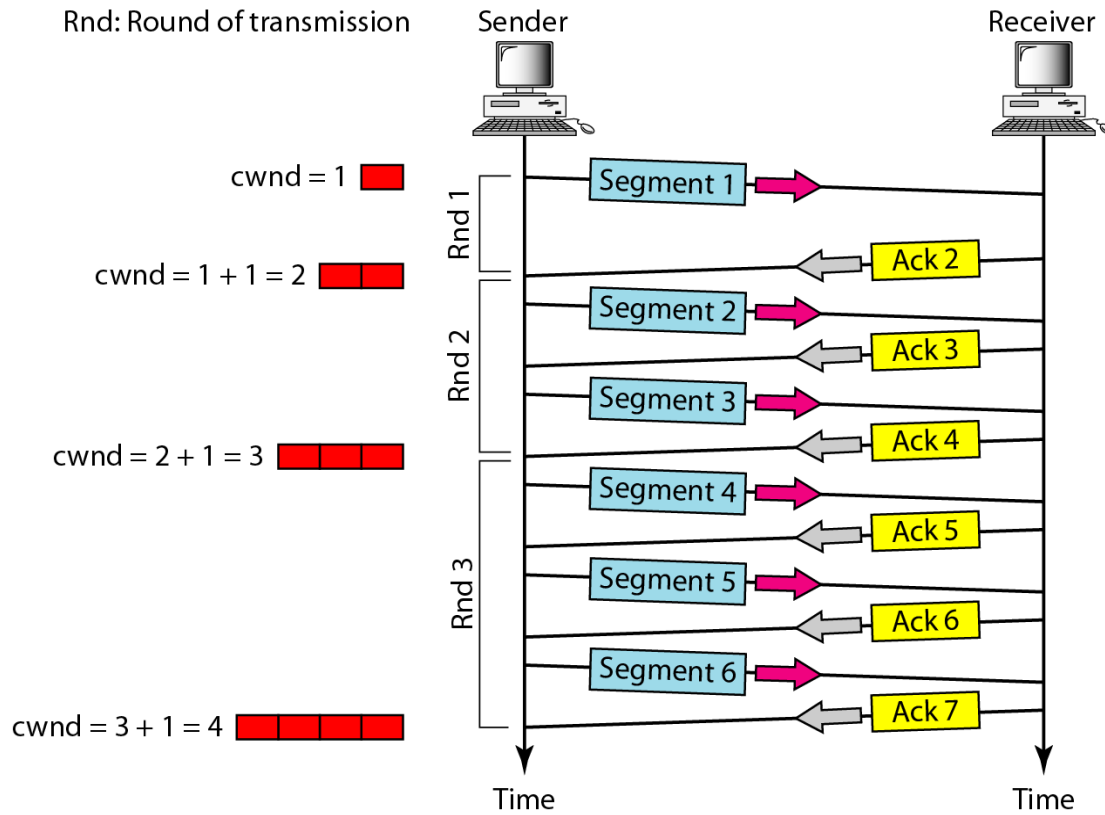 Rnd: Round of transmission
Sender
Receiver
cwnd = 1
Rnd 1
Segment 1
Ack 2
cwnd = 1 + 1 = 2
Rnd 2
Segment 2
Ack 3
Segment 3
Ack 4
cwnd = 2 + 1 = 3
Rnd 3
Segment 4
Ack 5
Segment 5
Ack 6
Segment 6
Ack 7
cwnd = 3 + 1 = 4
Time
Time